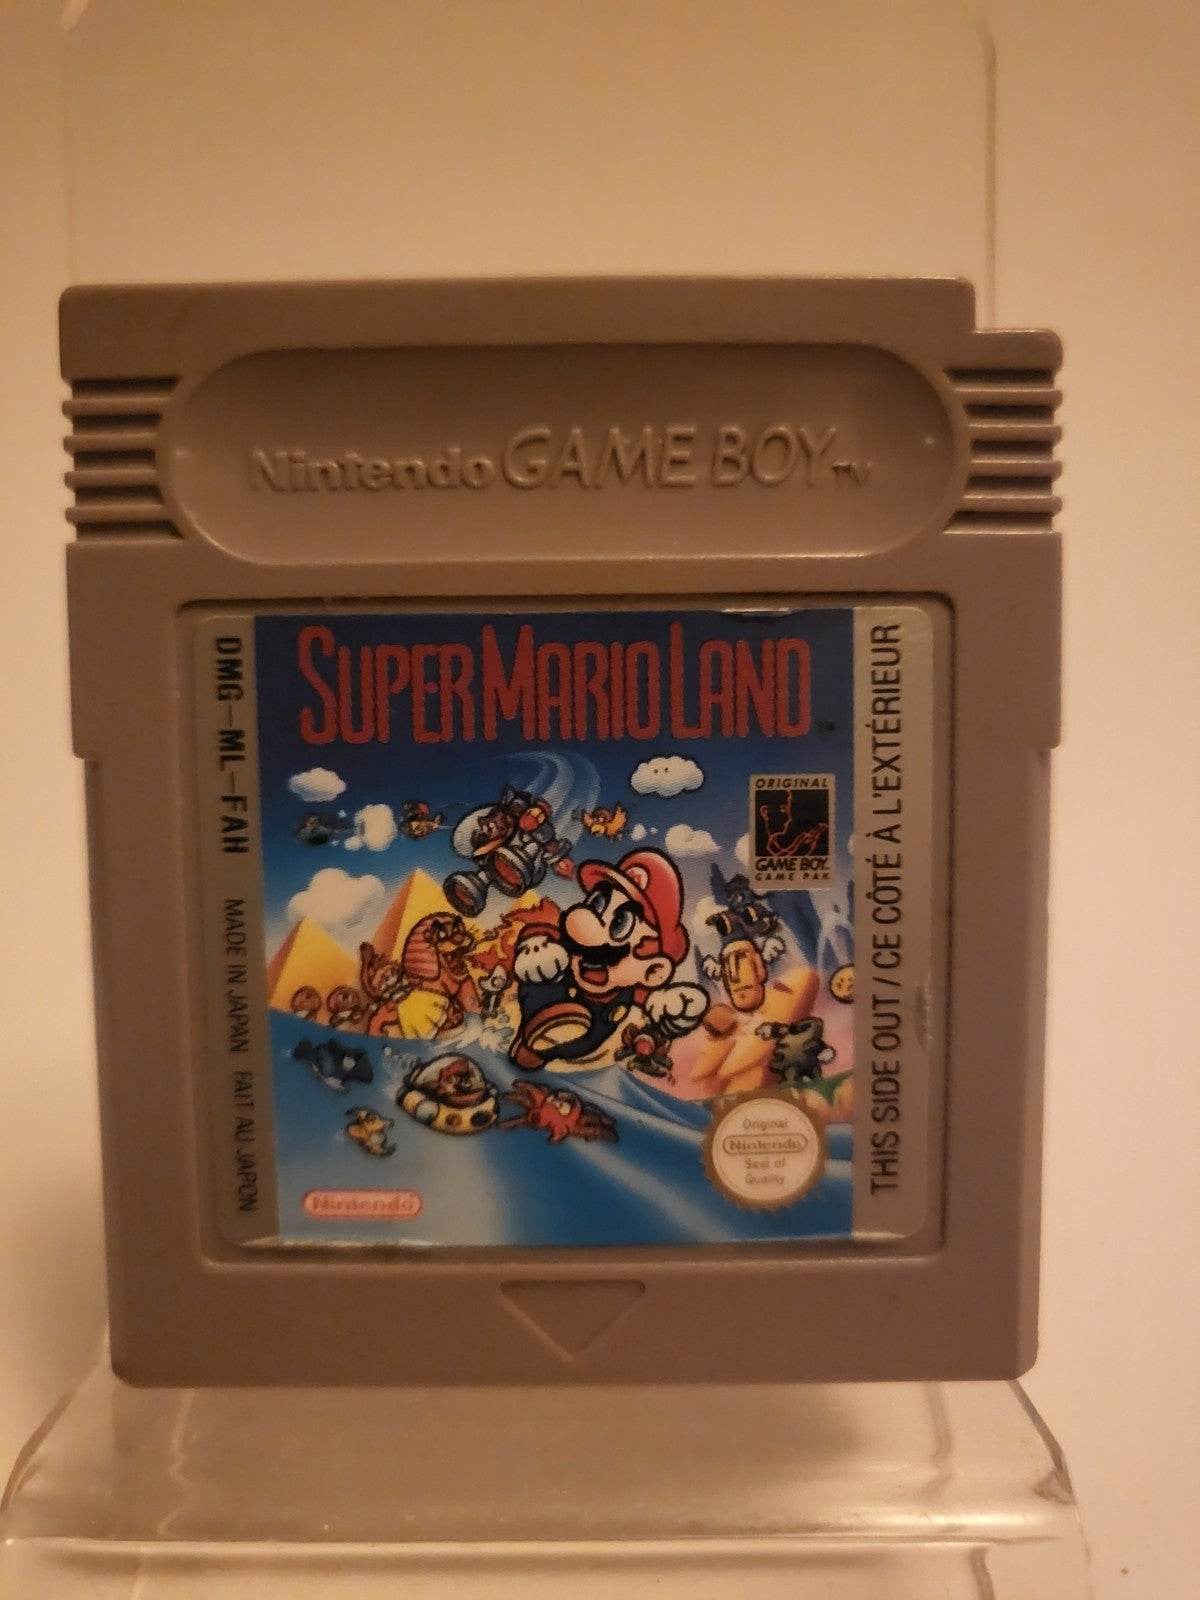 Nintendo GAME BOY TM
SUPER MARIO LAND TM
DMG-ML-FAH MADE IN JAPAN FAIT AU JAPON
ORIGINAL
GAME BOY
GAME PAK
THIS SIDE OUT / CE CÔTÉ À L'EXTÉRIEUR
Original
Nintendo
Seal of
Quality
Nintendo